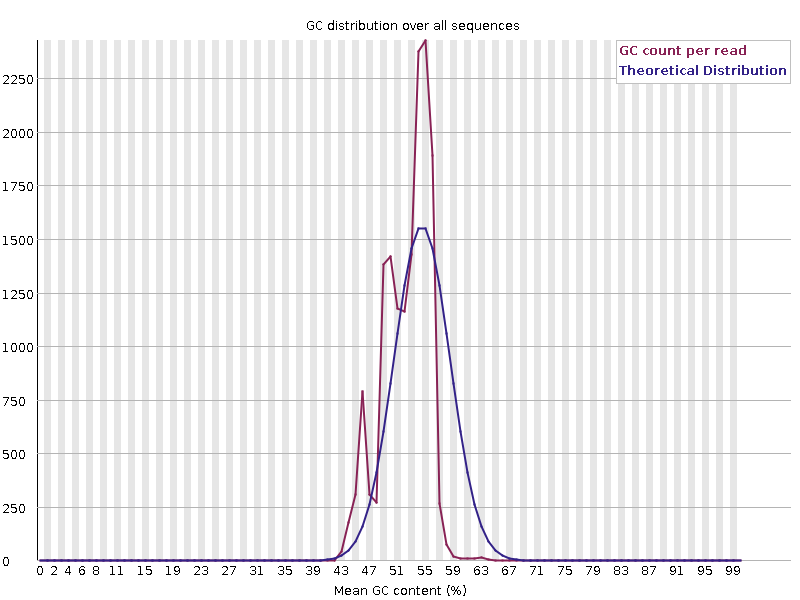 GC distribution over all sequences
GC count per read
Theoretical Distribution
2250
2000
1750
1500
1250
1000
750
500
250
0
0 2 4 6 8 11 15 19 23 27 31 35 39 43 47 51 55 59 63 67 71 75 79 83 87 91 95 99
Mean GC content (%)